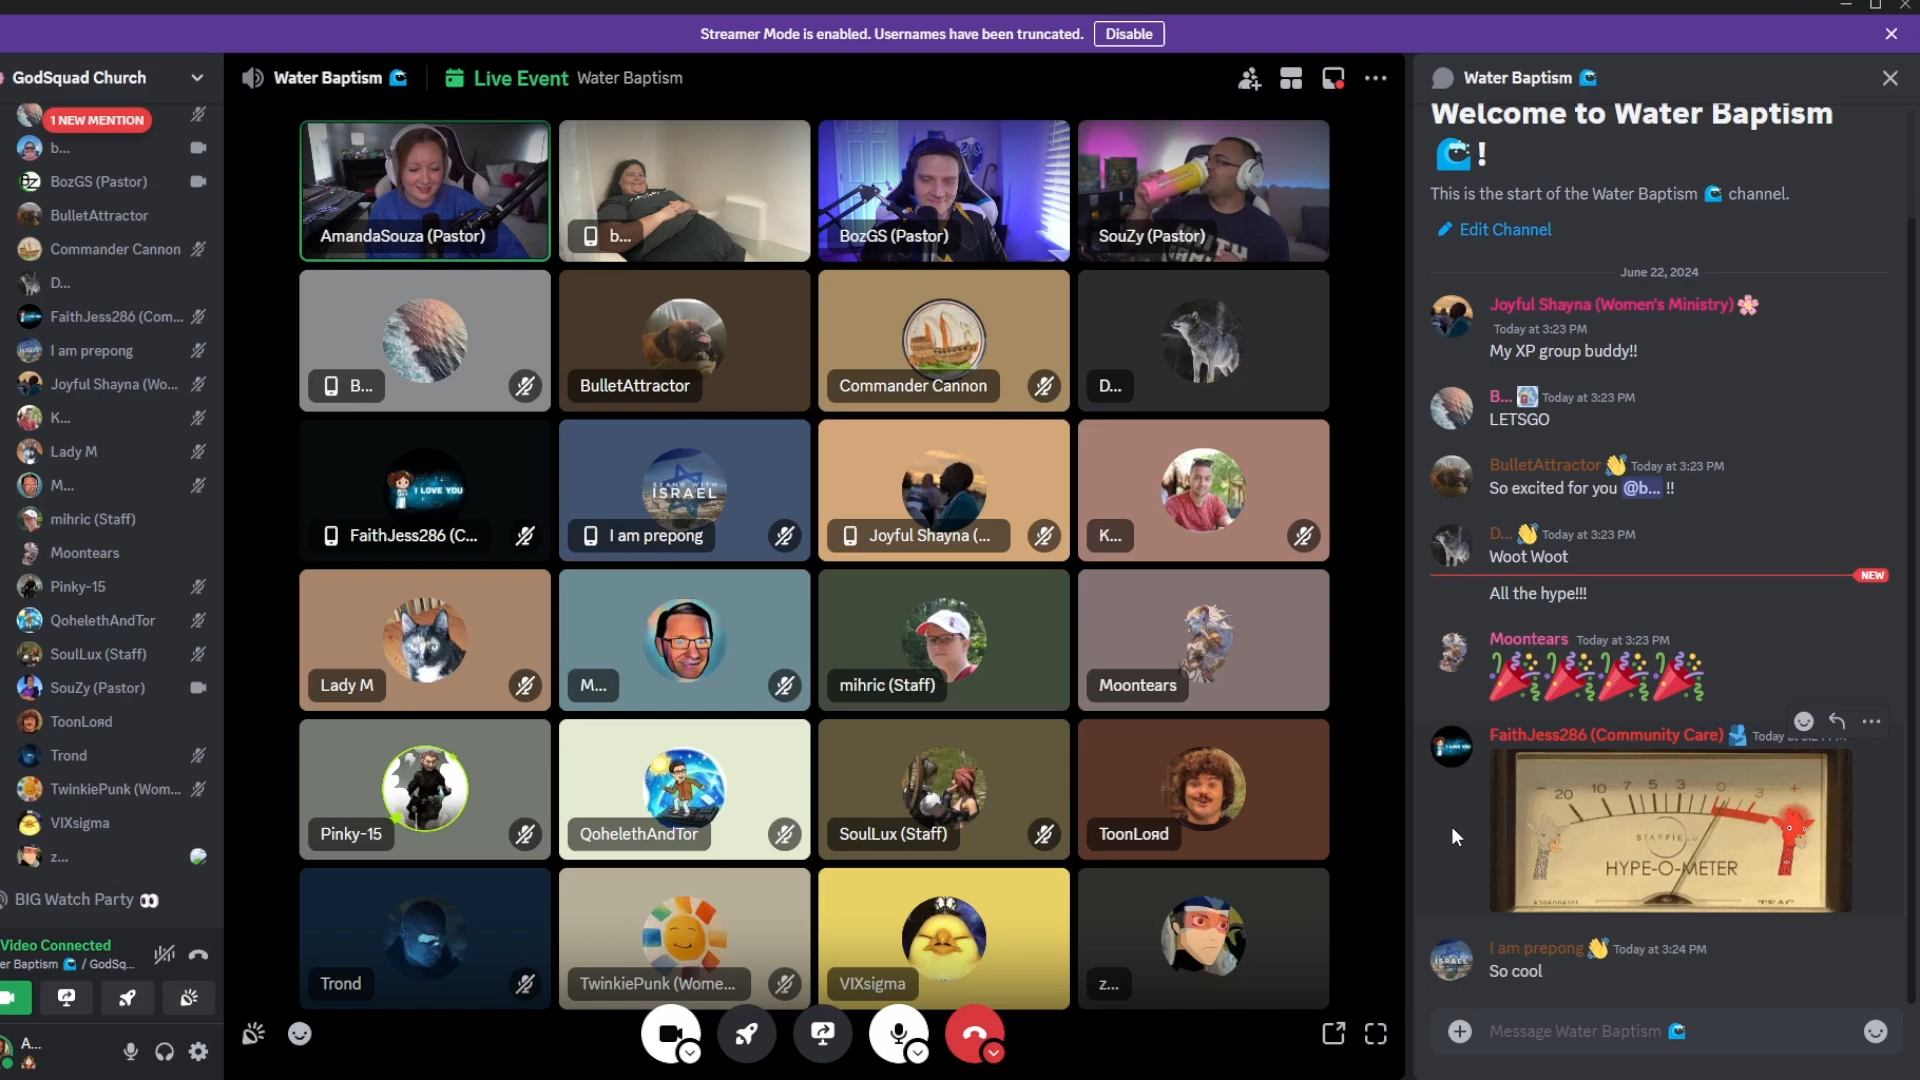 Streamer Mode is enabled. Usernames have been truncated.
Disable
GodSquad Church
1 NEW MENTION
b...
BozGS (Pastor)
BulletAttractor
Commander Cannon
D...
FaithJess286 (Com...
I am prepong
Joyful Shayna (Wo...
K...
Lady M
M...
mihric (Staff)
Moontears
Pinky-15
QohelethAndTor
SoulLux (Staff)
SouZy (Pastor)
ToonLoяd
Trond
TwinkiePunk (Wom...
VIXsigma
z...
BIG Watch Party 👀
Video Connected
er Baptism 🌊 / GodSq...
A...
Water Baptism 🌊
Live Event Water Baptism
AmandaSouza (Pastor)
b...
BozGS (Pastor)
SouZy (Pastor)
B...
BulletAttractor
Commander Cannon
D...
I LOVE YOU
FaithJess286 (C...
STAND WITH
ISRAEL
I am prepong
Joyful Shayna (...
K...
Lady M
M...
mihric (Staff)
Moontears
Pinky-15
QohelethAndTor
SoulLux (Staff)
ToonLoяd
Trond
TwinkiePunk (Wome...
VIXsigma
z...
Water Baptism 🌊
Welcome to Water Baptism
🌊!
This is the start of the Water Baptism 🌊 channel.
Edit Channel
June 22, 2024
Joyful Shayna (Women's Ministry) 🌸
Today at 3:23 PM
My XP group buddy!!
B... Today at 3:23 PM
LETSGO
BulletAttractor 👋 Today at 3:23 PM
So excited for you @b... !!
D... 👋 Today at 3:23 PM
Woot Woot
NEW
All the hype!!!
Moontears Today at 3:23 PM
🎉🎉🎉🎉
FaithJess286 (Community Care) 🫂 Today
− 20 10 7 5 3 0 3 +
STARFIELD
HYPE-O-METER
TEAC
I am prepong 👋 Today at 3:24 PM
ISRAEL
So cool
Message Water Baptism 🌊